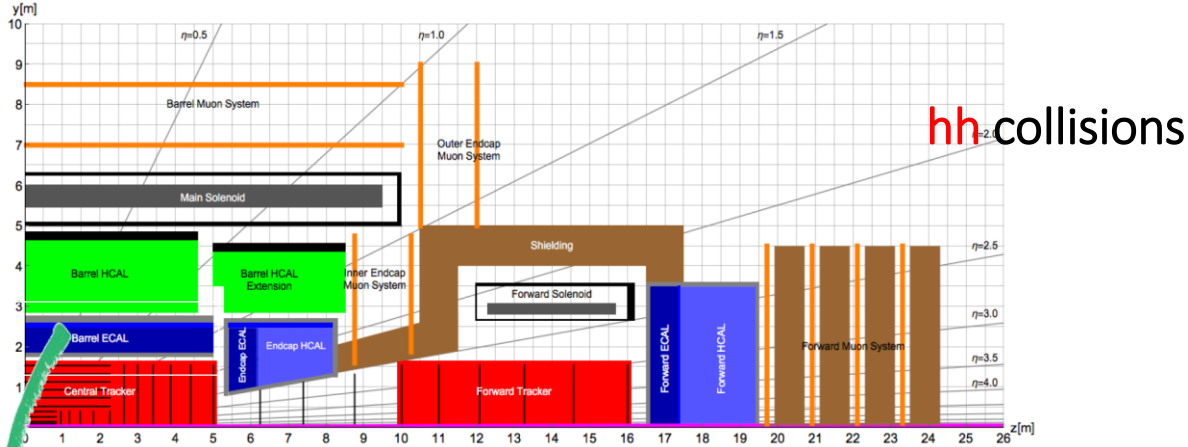 y[m]
10
η=0.5
η=1.0
η=1.5
9
8
Barrel Muon System
hh collisions
η=2.0
7
Outer Endcap
Muon System
6
Main Solenoid
5
Shielding
η=2.5
4
Barrel HCAL
Barrel HCAL
Extension
Inner Endcap
Muon System
Forward Solenoid
3
η=3.0
Barrel ECAL
2
Endcap ECAL
Endcap HCAL
Forward ECAL
Forward HCAL
Forward Muon System
η=3.5
1
Central Tracker
Forward Tracker
η=4.0
0 1 2 3 4 5 6 7 8 9 10 11 12 13 14 15 16 17 18 19 20 21 22 23 24 25 26 z[m]